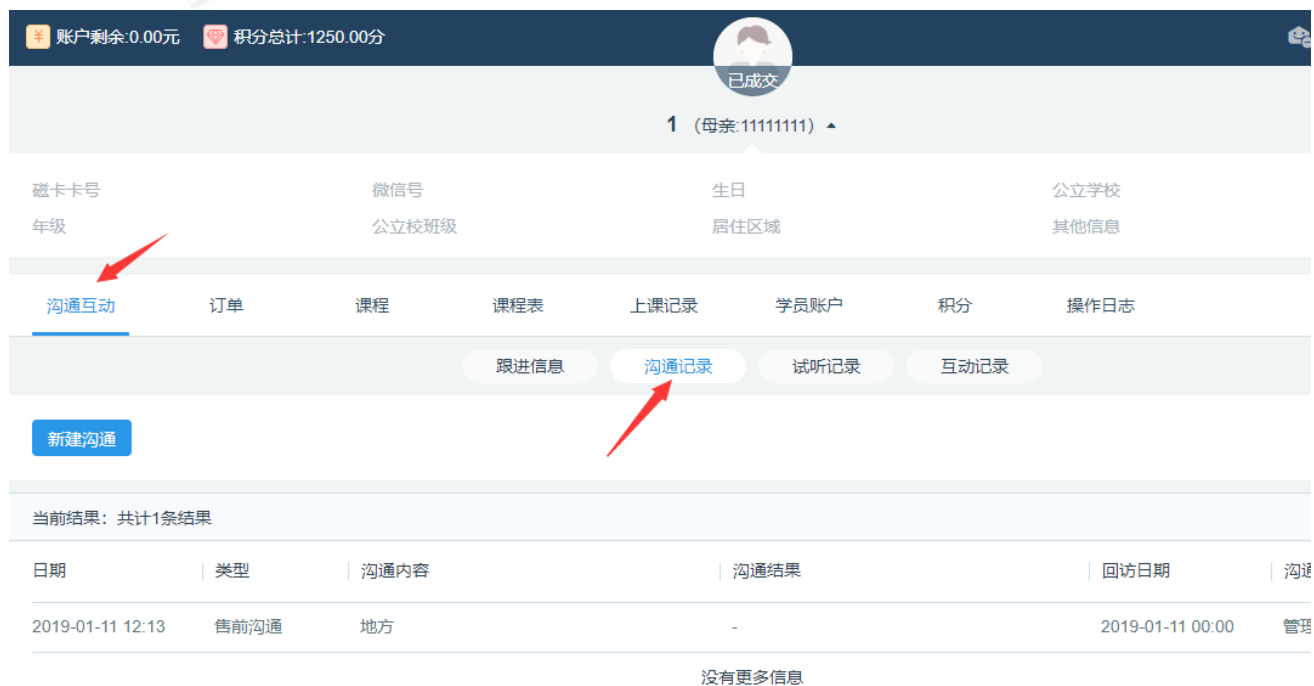 ¥ 账户剩余:0.00元 积分总计:1250.00分
已成交
1 (母亲:11111111)
磁卡卡号 微信号 生日 公立学校
年级 公立校班级 居住区域 其他信息
沟通互动 订单 课程 课程表 上课记录 学员账户 积分 操作日志
跟进信息 沟通记录 试听记录 互动记录
新建沟通
当前结果：共计1条结果
日期 类型 沟通内容 沟通结果 回访日期 沟通
2019-01-11 12:13 售前沟通 地方 - 2019-01-11 00:00 管理
没有更多信息